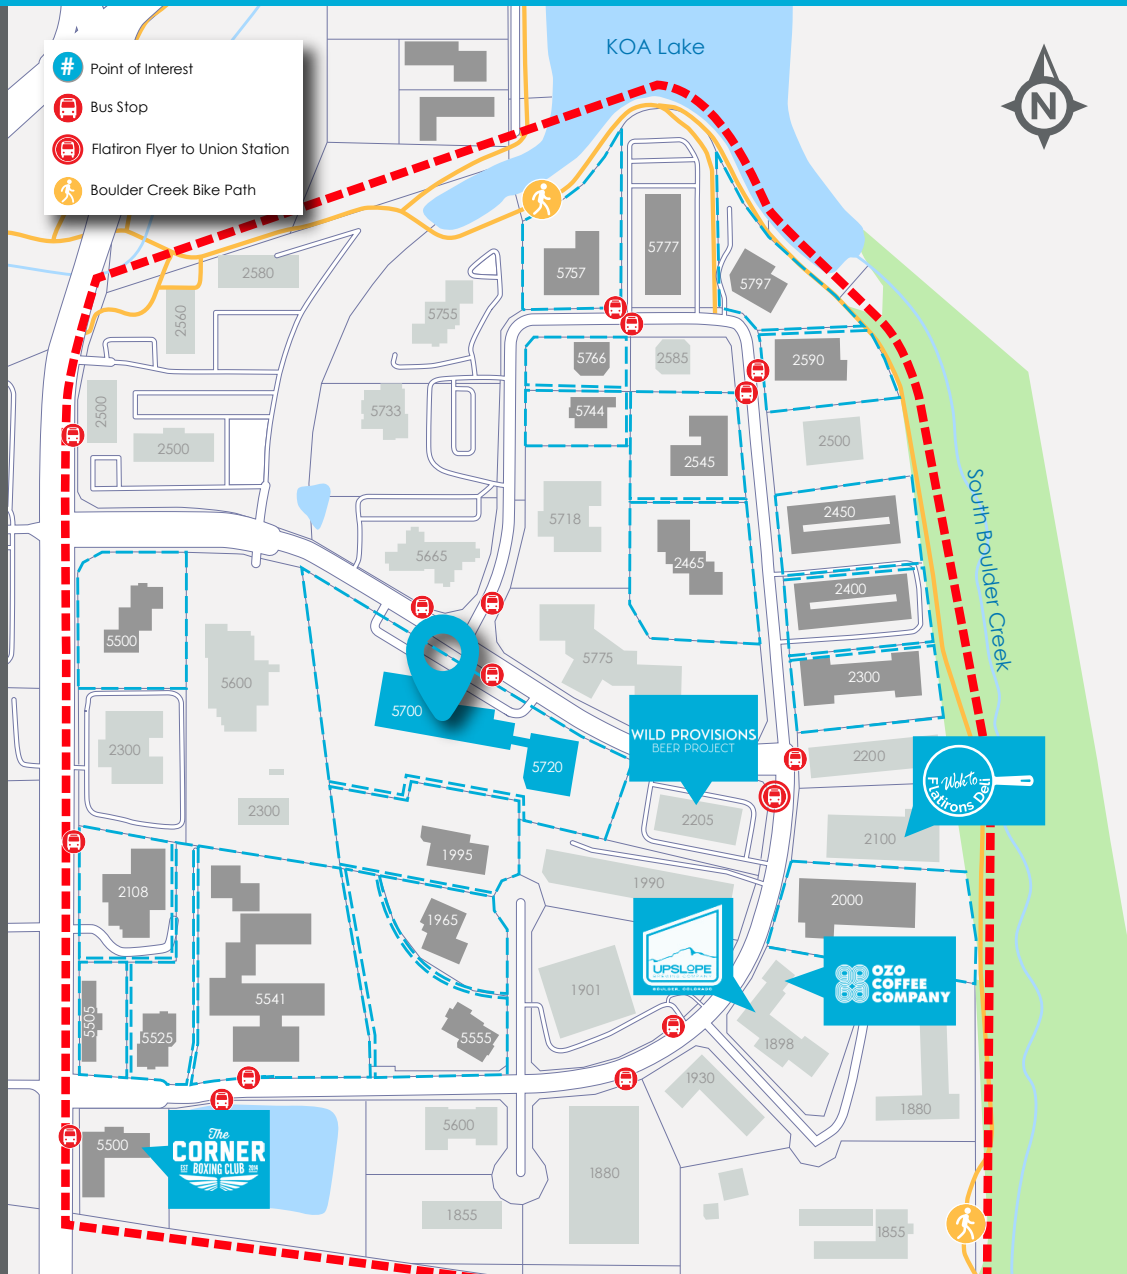 KOA Lake
#
Point of Interest
Bus Stop
Flatiron Flyer to Union Station
Boulder Creek Bike Path
N
5777
5757
2580
5797
5755
2560
5766
2585
2590
5744
5733
2500
2500
2500
2545
2450
5718
South Boulder Creek
5665
2465
2400
5500
5775
2300
5600
5700
WILD PROVISIONS
BEER PROJECT
2300
2200
5720
Wok to
Flatirons Deli
2300
2205
2100
1995
1990
2108
2000
1965
UPSLOPE
BOULDER, COLORADO
OZO
COFFEE
COMPANY
1901
5541
5505
5525
5555
1898
1930
1880
5600
The
CORNER
BOXING CLUB
5500
1880
1855
1855